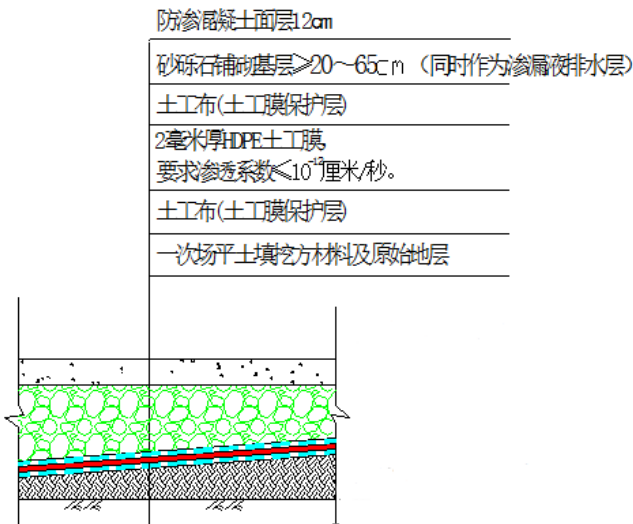 防渗混凝土面层12cm
砂砾石铺砌基层≥20～65cm（同时作为渗漏液排水层）
土工布(土工膜保护层)
2毫米厚HDPE土工膜,
要求渗透系数≤10⁻¹²厘米/秒。
土工布(土工膜保护层)
一次场平土填挖方材料及原始地层